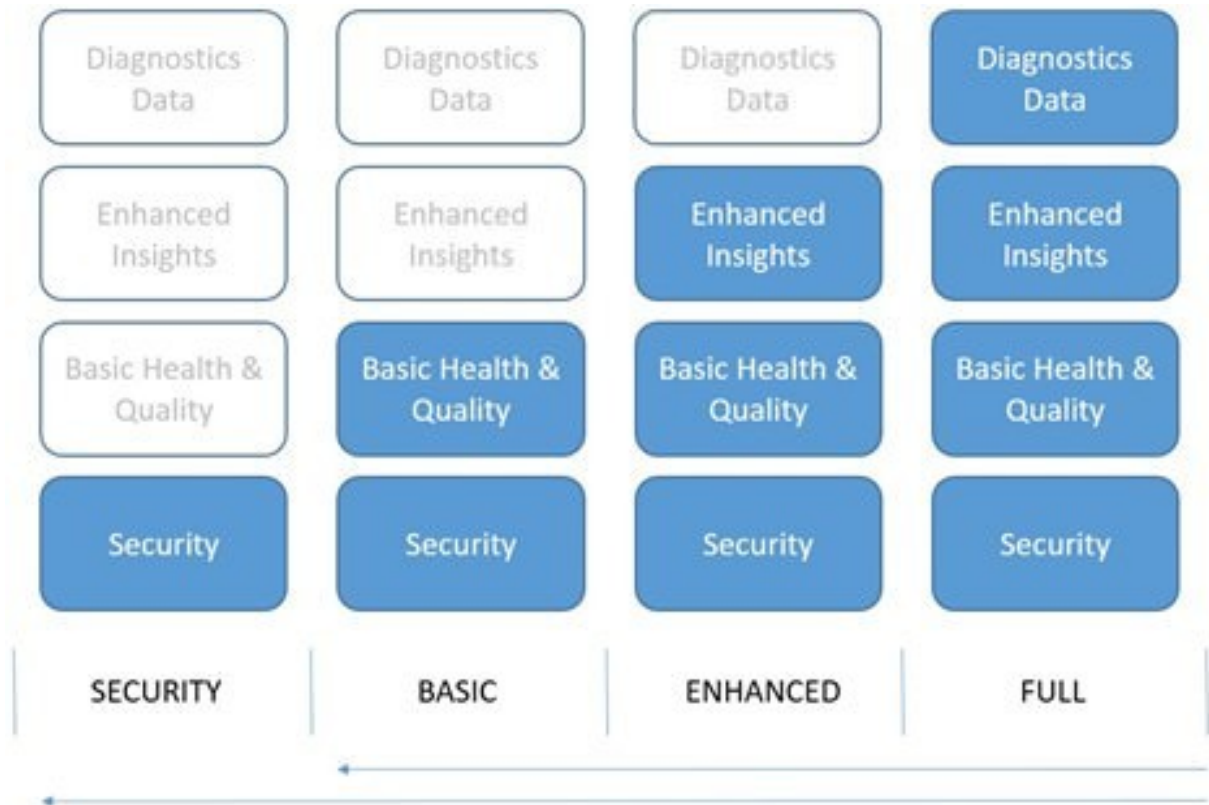 Diagnostics
Data
Diagnostics
Data
Diagnostics
Data
Diagnostics
Data
Enhanced
Insights
Enhanced
Insights
Enhanced
Insights
Enhanced
Insights
Basic Health &
Quality
Basic Health &
Quality
Basic Health &
Quality
Basic Health &
Quality
Security
Security
Security
Security
SECURITY
BASIC
ENHANCED
FULL